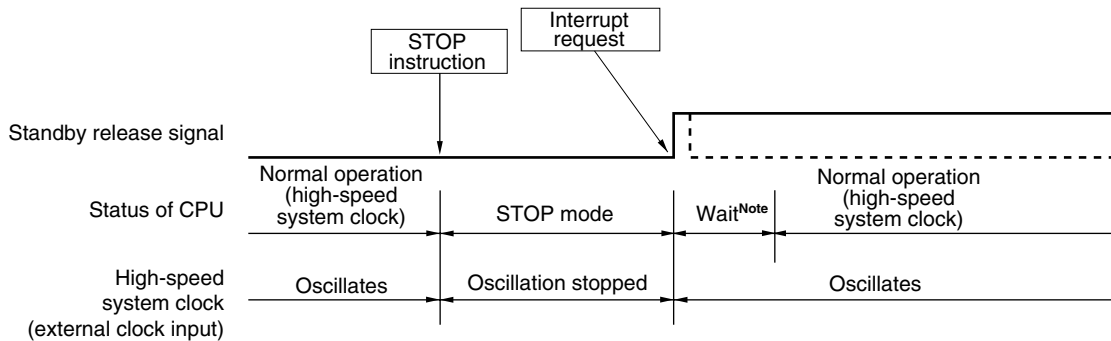 Interrupt
request
STOP
instruction
Standby release signal
Normal operation
(high-speed
system clock)
Normal operation
(high-speed
system clock)
Status of CPU
STOP mode
WaitNote
High-speed
system clock
(external clock input)
Oscillates
Oscillation stopped
Oscillates